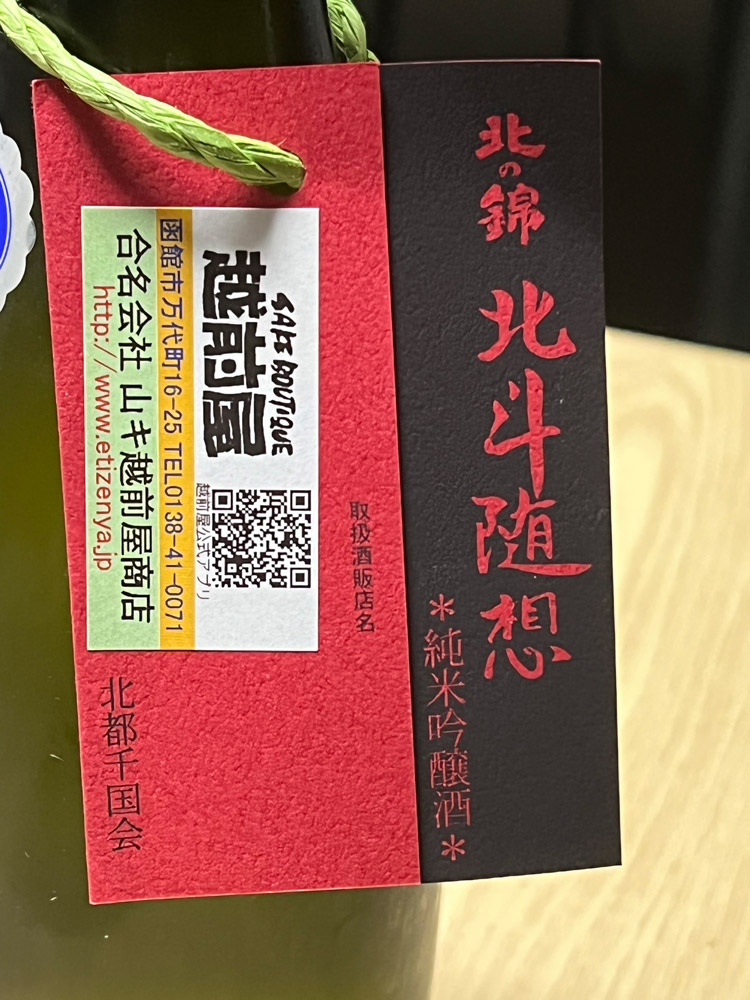 北の錦
北斗随想
＊純米吟醸酒＊
取扱酒販店名
SAKE BOUTIQUE
越前屋
越前屋公式アプリ
函館市万代町16-25 TEL0138-41-0071
合名会社 山キ越前屋商店
http://www.etizenya.jp
北都千国会